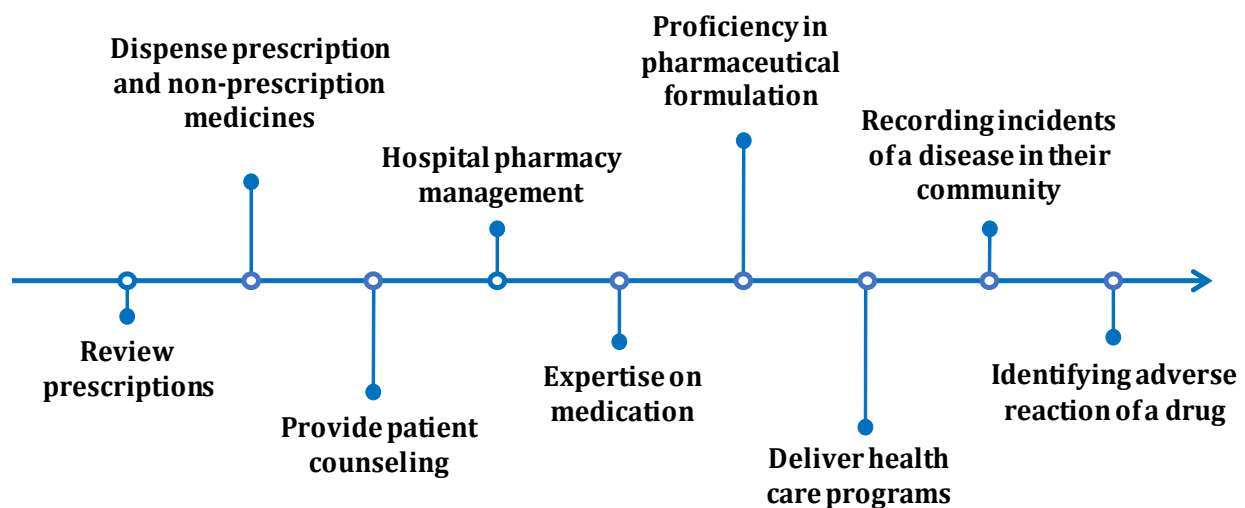 Dispense prescription
and non-prescription
medicines
Proficiency in
pharmaceutical
formulation
Hospital pharmacy
management
Recording incidents
of a disease in their
community
Review
prescriptions
Provide patient
counseling
Expertise on
medication
Deliver health
care programs
Identifying adverse
reaction of a drug